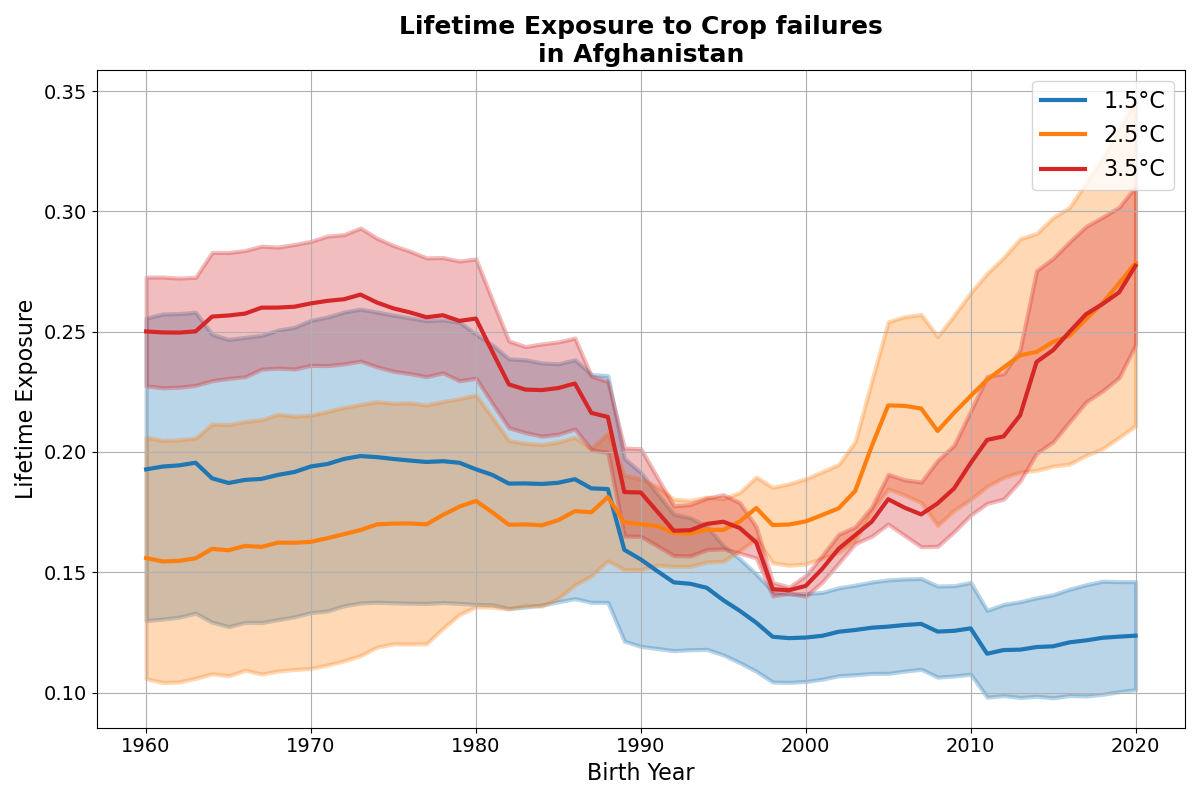 Lifetime Exposure to Crop failures
in Afghanistan
1.5°C
2.5°C
3.5°C
Lifetime Exposure
0.35
0.30
0.25
0.20
0.15
0.10
1960
1970
1980
1990
2000
2010
2020
Birth Year